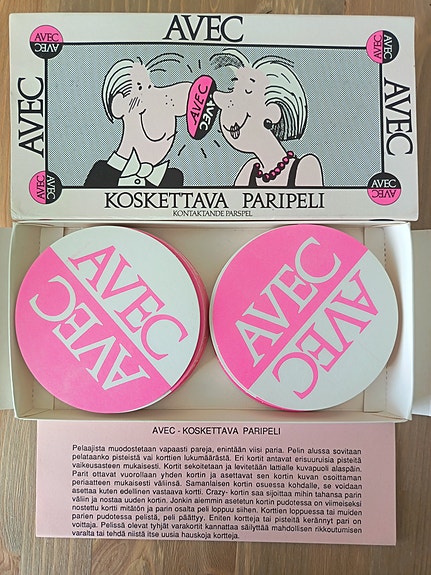 AVEC
AVEC
AVEC
AVEC
AVEC
AVEC
AVEC
AVEC
AVEC
AVEC
AVEC
AVEC
AVEC
KOSKETTAVA PARIPELI
KONTAKTANDE PARSPEL
AVEC
AVEC
AVEC
AVEC
AVEC - KOSKETTAVA PARIPELI
Pelaajista muodostetaan vapaasti pareja, enintään viisi paria. Pelin alussa sovitaan
pelataanko pisteistä vai korttien lukumäärästä. Eri kortit antavat erisuuruisia pisteitä
vaikeusasteen mukaisesti. Kortit sekoitetaan ja levitetään lattialle kuvapuoli alaspäin.
Parit ottavat vuorollaan yhden kortin ja asettavat sen kortin kuvan osoittaman
periaatteen mukaisesti väliinsä. Samanlaisen kortin osuessa kohdalle, se voidaan
asettaa kuten edellinen vastaava kortti. Crazy- kortin saa sijoittaa mihin tahansa parin
väliin ja nostaa uuden kortin. Jonkin aiemmin asetetun kortin pudotessa on viimeiseksi
nostettu kortti mitätön ja parin osalta peli loppuu siihen. Korttien loppuessa tai muiden
parien pudotessa pelistä, peli päättyy. Eniten kortteja tai pisteitä kerännyt pari on
voittaja. Pelissä olevat tyhjät varakortit kannattaa säilyttää mahdollisen rikkoutumisen
varalta tai tehdä niistä itse uusia hauskoja kortteja.